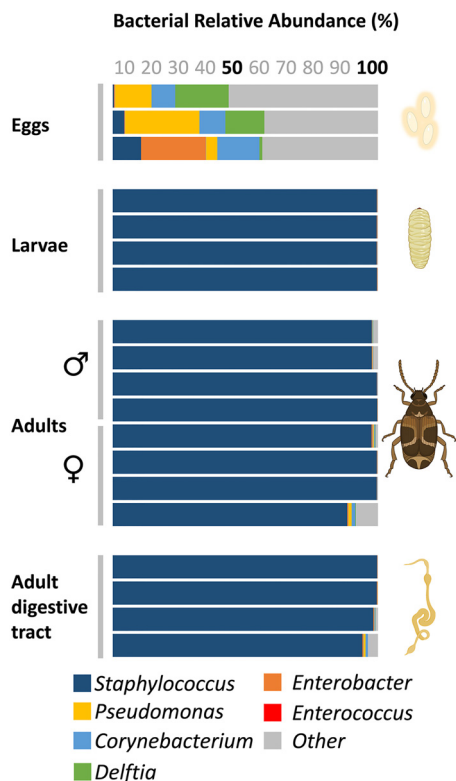 Bacterial Relative Abundance (%)
10 20 30 40 50 60 70 80 90 100
Eggs
Larvae
♂
Adults
♀
Adult
digestive
tract
Staphylococcus Enterobacter
Pseudomonas Enterococcus
Corynebacterium Other
Delftia